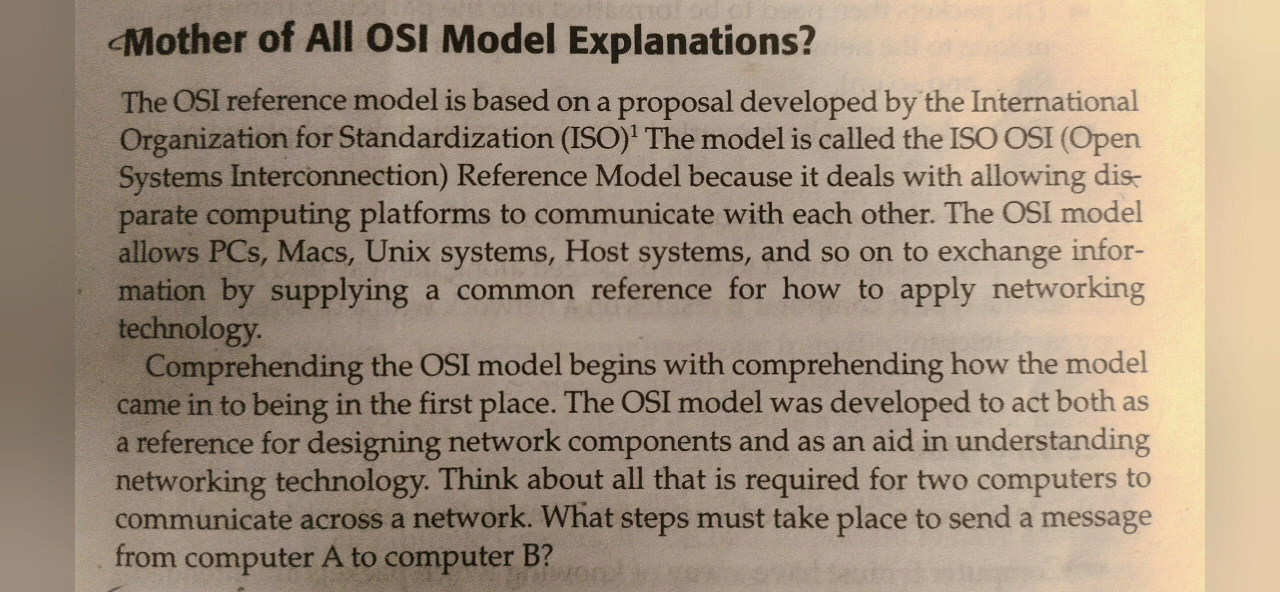 Mother of All OSI Model Explanations?
The OSI reference model is based on a proposal developed by the International
Organization for Standardization (ISO)¹ The model is called the ISO OSI (Open
Systems Interconnection) Reference Model because it deals with allowing dis-
parate computing platforms to communicate with each other. The OSI model
allows PCs, Macs, Unix systems, Host systems, and so on to exchange infor-
mation by supplying a common reference for how to apply networking
technology.
Comprehending the OSI model begins with comprehending how the model
came in to being in the first place. The OSI model was developed to act both as
a reference for designing network components and as an aid in understanding
networking technology. Think about all that is required for two computers to
communicate across a network. What steps must take place to send a message
from computer A to computer B?